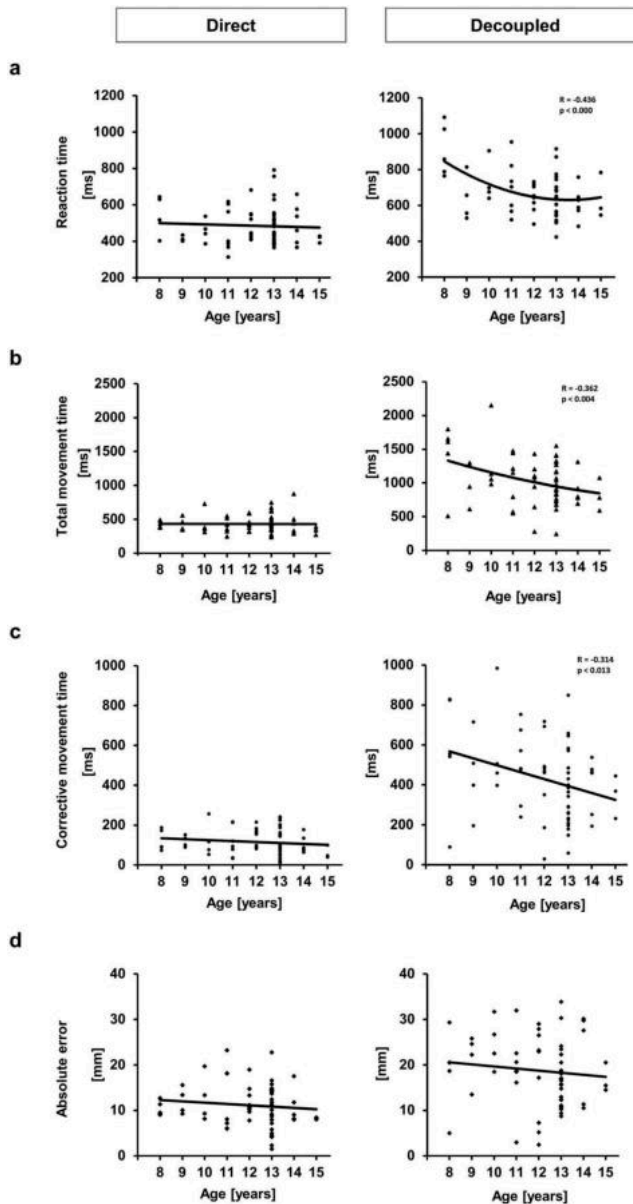 Direct
Decoupled
a
Reaction time
[ms]
1200
1000
800
600
400
200
8 9 10 11 12 13 14 15
Age [years]
R = -0.436
p < 0.000
1200
1000
800
600
400
200
8 9 10 11 12 13 14 15
Age [years]
b
Total movement time
[ms]
2500
2000
1500
1000
500
0
8 9 10 11 12 13 14 15
Age [years]
R = -0.362
p < 0.004
2500
2000
1500
1000
500
0
8 9 10 11 12 13 14 15
Age [years]
c
Corrective movement time
[ms]
1000
800
600
400
200
0
8 9 10 11 12 13 14 15
Age [years]
R = -0.314
p < 0.013
1000
800
600
400
200
0
8 9 10 11 12 13 14 15
Age [years]
d
Absolute error
[mm]
40
30
20
10
0
8 9 10 11 12 13 14 15
Age [years]
40
30
20
10
0
8 9 10 11 12 13 14 15
Age [years]